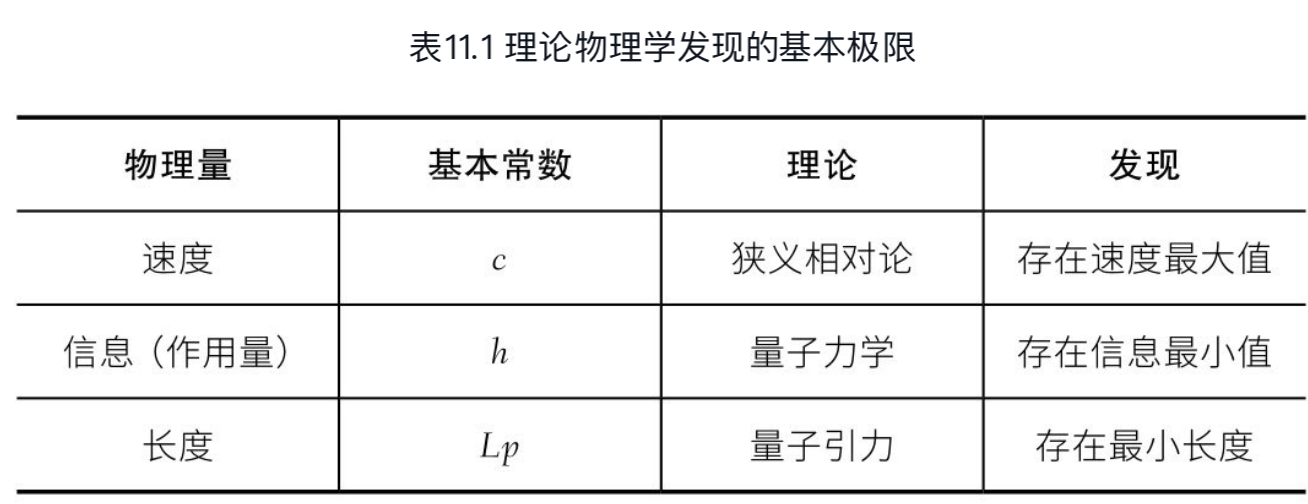 表11.1 理论物理学发现的基本极限
物理量 基本常数 理论 发现
速度 c 狭义相对论 存在速度最大值
信息（作用量） h 量子力学 存在信息最小值
长度 Lp 量子引力 存在最小长度